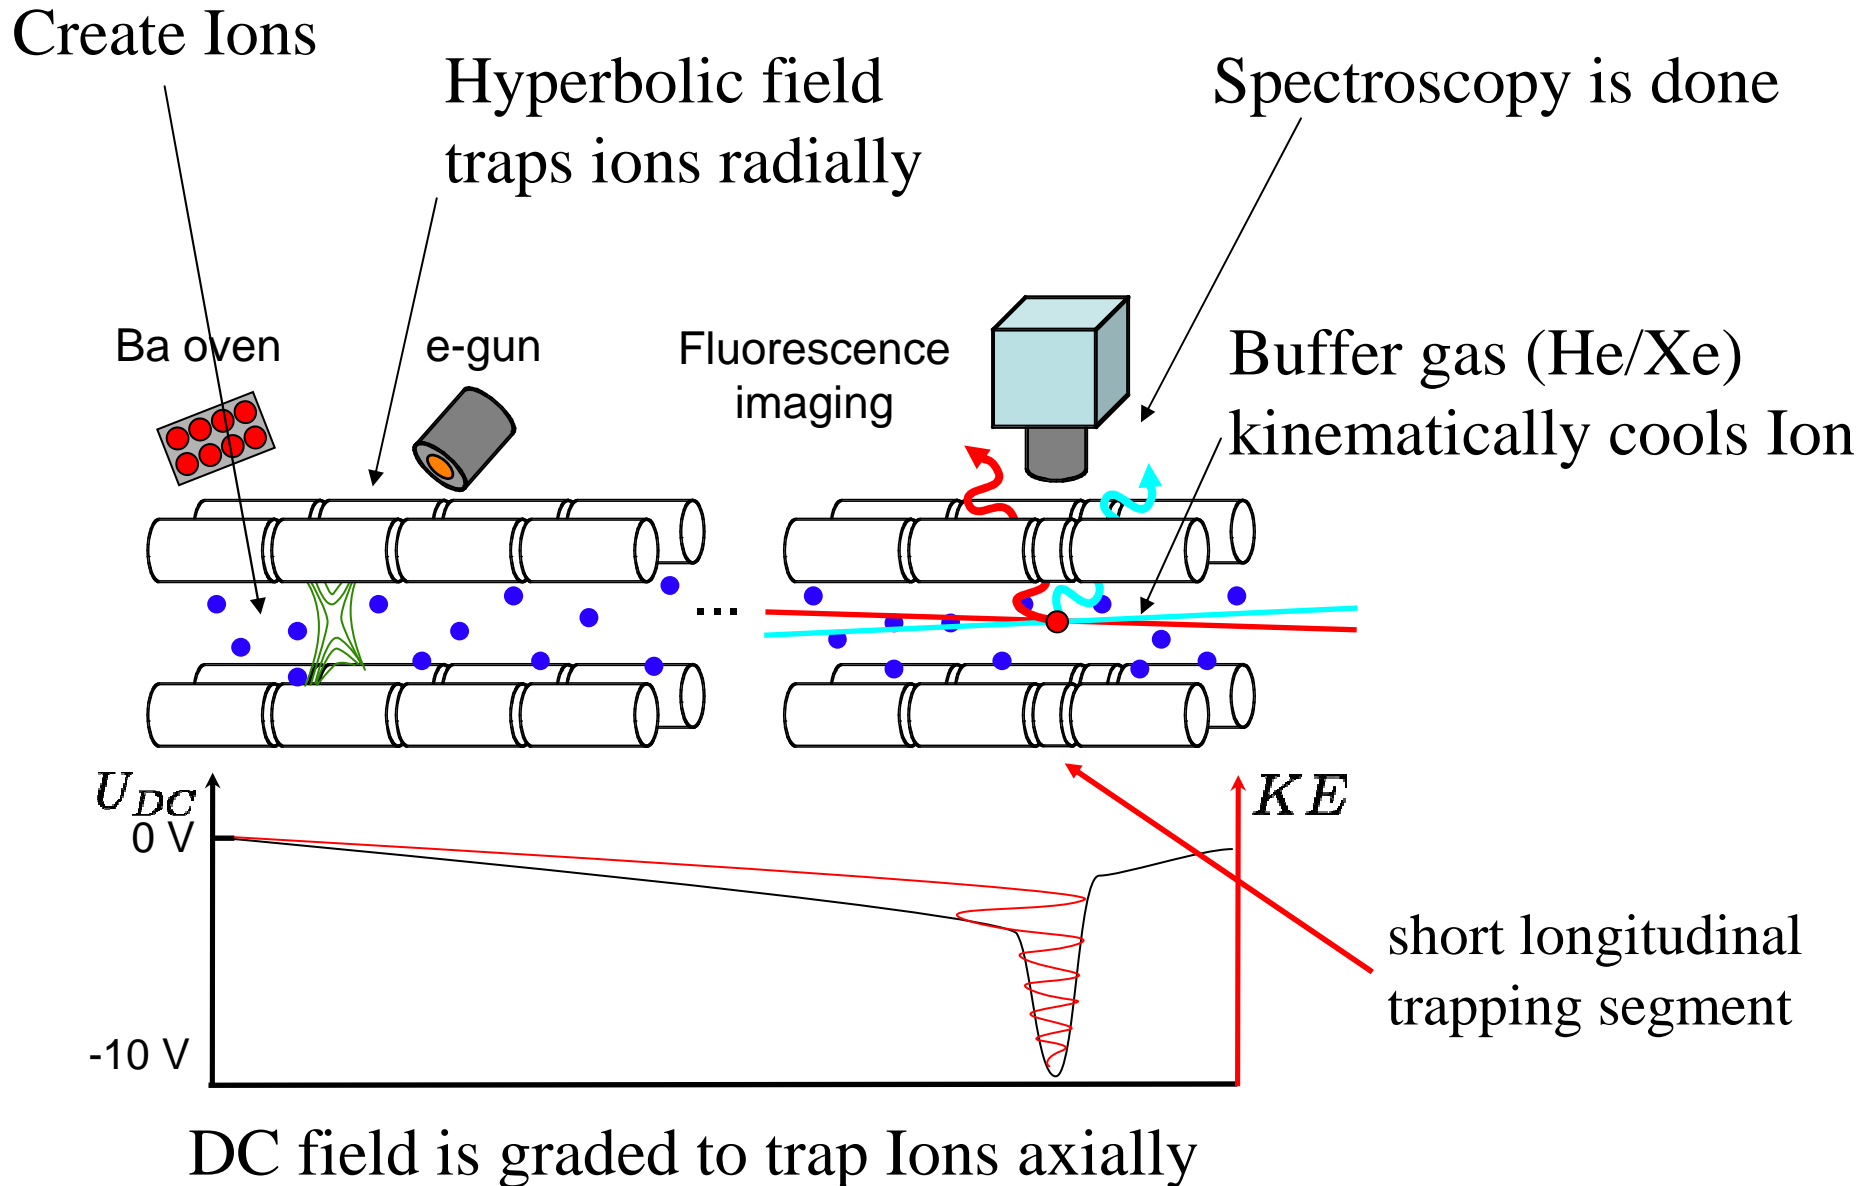 Create Ions
Hyperbolic field
traps ions radially
Spectroscopy is done
Ba oven
e-gun
Fluorescence
imaging
Buffer gas (He/Xe)
kinematically cools Ion
...
U_DC
KE
0 V
-10 V
short longitudinal
trapping segment
DC field is graded to trap Ions axially